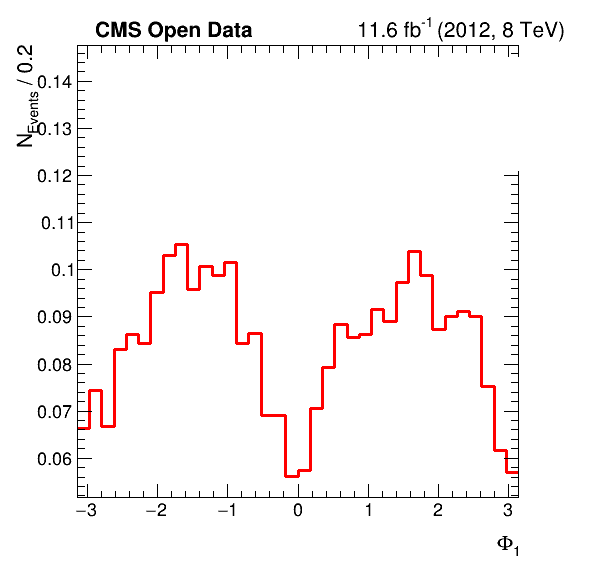 CMS Open Data 11.6 fb⁻¹ (2012, 8 TeV)
N_Events / 0.2
0.14
0.13
0.12
0.11
0.1
0.09
0.08
0.07
0.06
−3 −2 −1 0 1 2 3
Φ₁